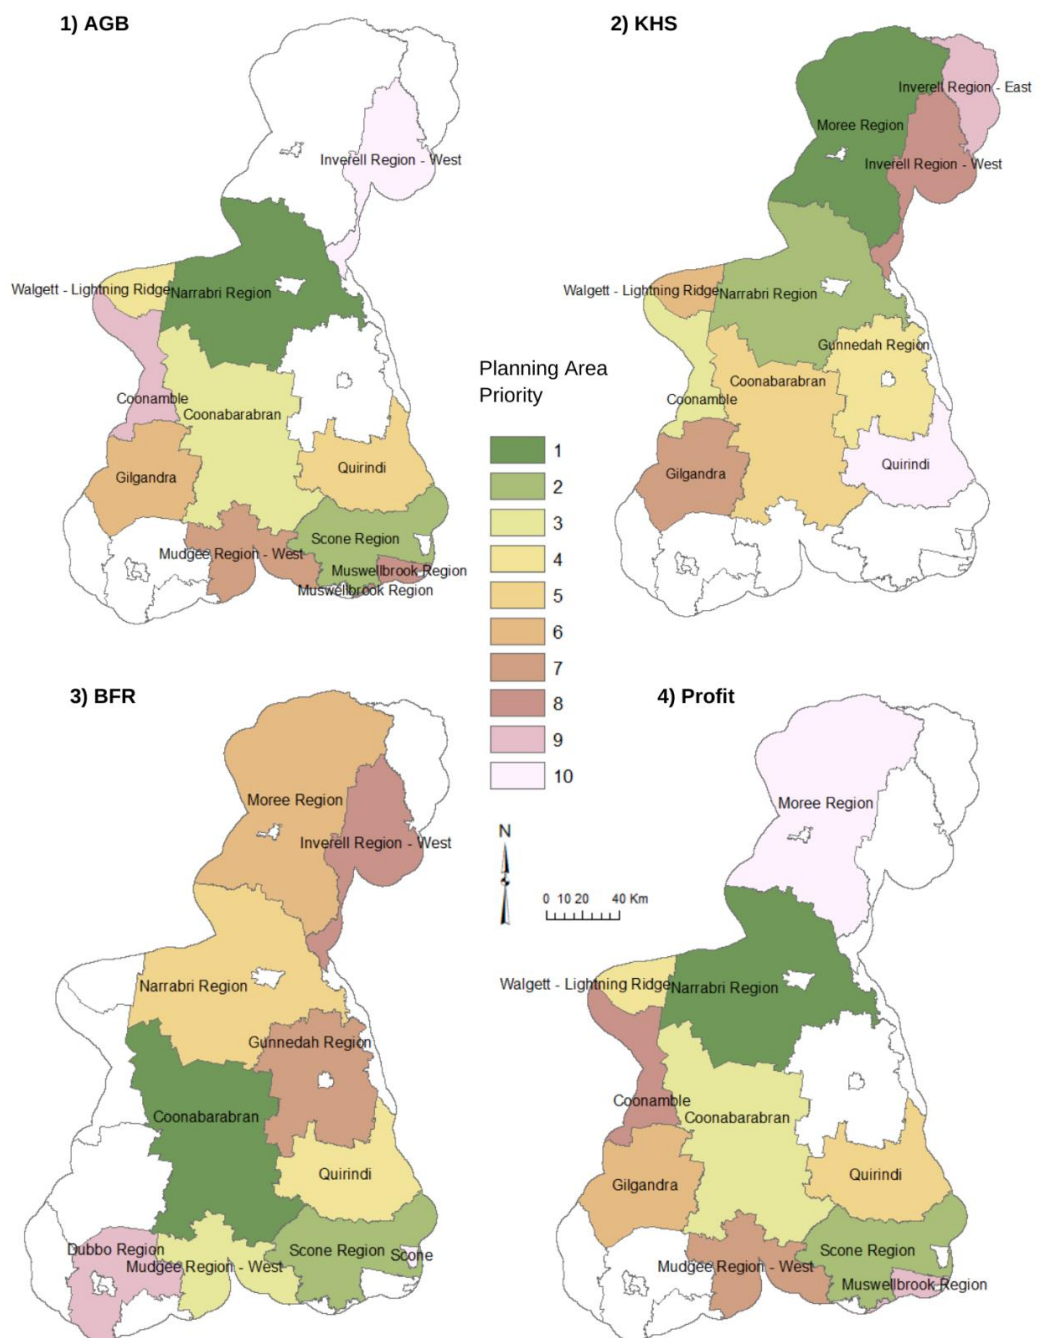 1) AGB
Inverell Region - West
Walgett - Lightning Ridge
Narrabri Region
Coonamble
Coonabarabran
Gilgandra
Quirindi
Scone Region
Mudgee Region - West
Muswellbrook Region
Muswellbrook Region
2) KHS
Inverell Region - East
Moree Region
Inverell Region - West
Walgett - Lightning Ridge
Narrabri Region
Gunnedah Region
Coonabarabran
Coonamble
Quirindi
Gilgandra
Planning Area
Priority
1
2
3
4
5
6
7
8
9
10
N
0 10 20 40 Km
3) BFR
Moree Region
Inverell Region - West
Narrabri Region
Gunnedah Region
Coonabarabran
Quirindi
Dubbo Region
Mudgee Region - West
Scone Region
Scone
4) Profit
Moree Region
Walgett - Lightning Ridge
Narrabri Region
Coonamble
Coonabarabran
Gilgandra
Quirindi
Scone Region
Mudgee Region - West
Muswellbrook Region